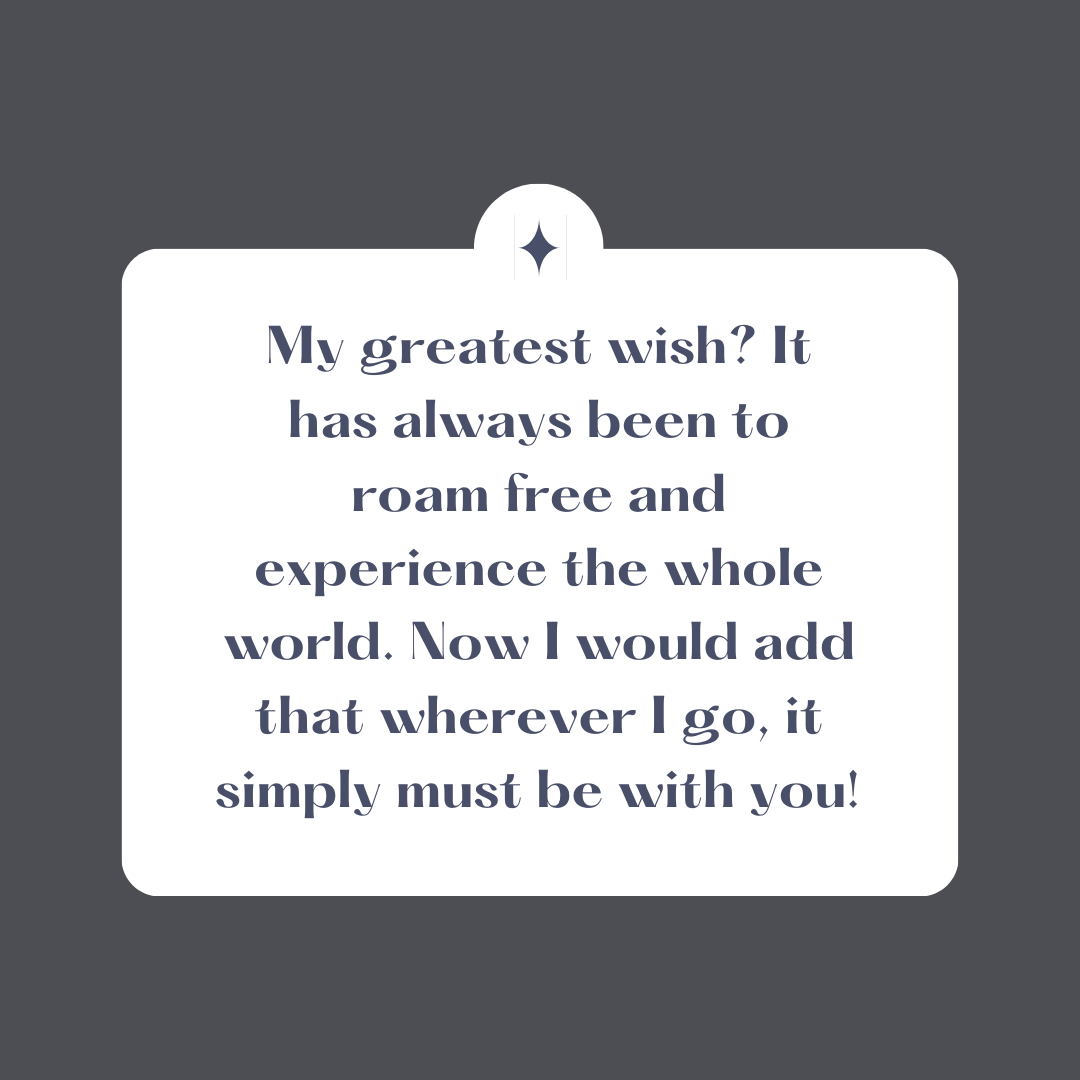 My greatest wish? It
has always been to
roam free and
experience the whole
world. Now I would add
that wherever I go, it
simply must be with you!